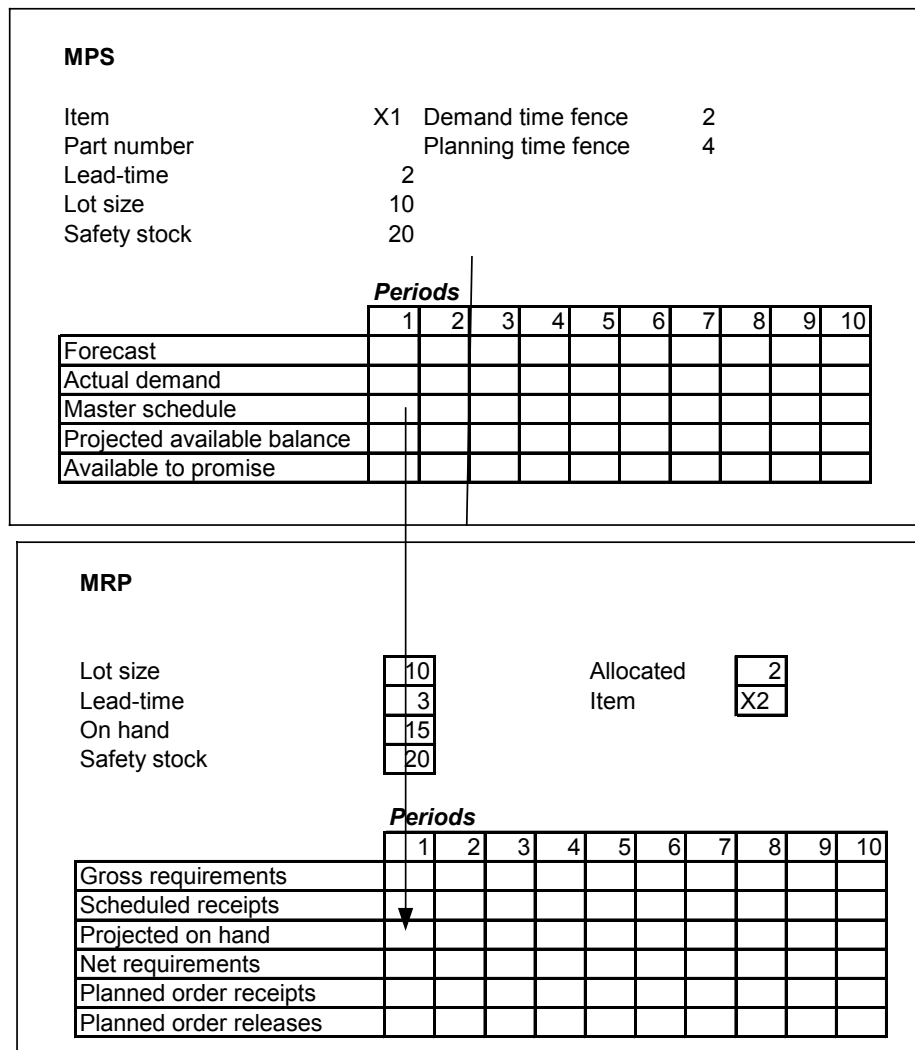 MPS
Item X1 Demand time fence 2
Part number Planning time fence 4
Lead-time 2
Lot size 10
Safety stock 20
Periods
1 2 3 4 5 6 7 8 9 10
Forecast
Actual demand
Master schedule
Projected available balance
Available to promise
MRP
Lot size 10 Allocated 2
Lead-time 3 Item X2
On hand 15
Safety stock 20
Periods
1 2 3 4 5 6 7 8 9 10
Gross requirements
Scheduled receipts
Projected on hand
Net requirements
Planned order receipts
Planned order releases